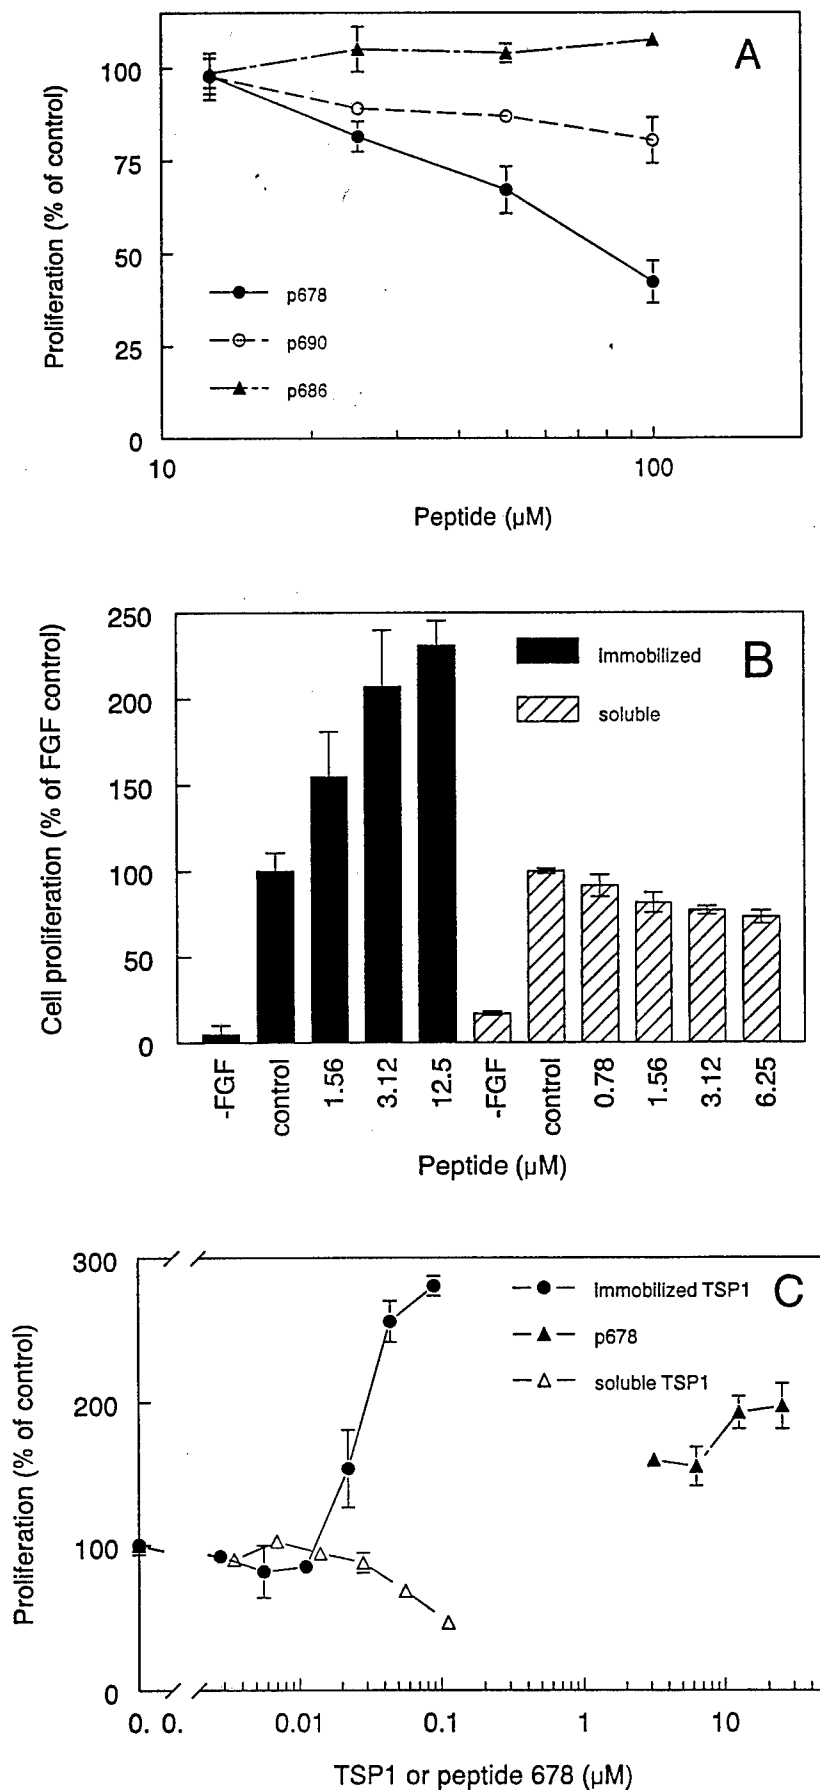 A
Proliferation (% of control)
100
75
50
25
0
p678
p690
p686
10
100
Peptide (µM)
B
Cell proliferation (% of FGF control)
250
200
150
100
50
0
immobilized
soluble
-FGF
control
1.56
3.12
12.5
-FGF
control
0.78
1.56
3.12
6.25
Peptide (µM)
C
Proliferation (% of control)
300
200
100
0
immobilized TSP1
p678
soluble TSP1
0. 0.
0.01
0.1
1
10
TSP1 or peptide 678 (µM)